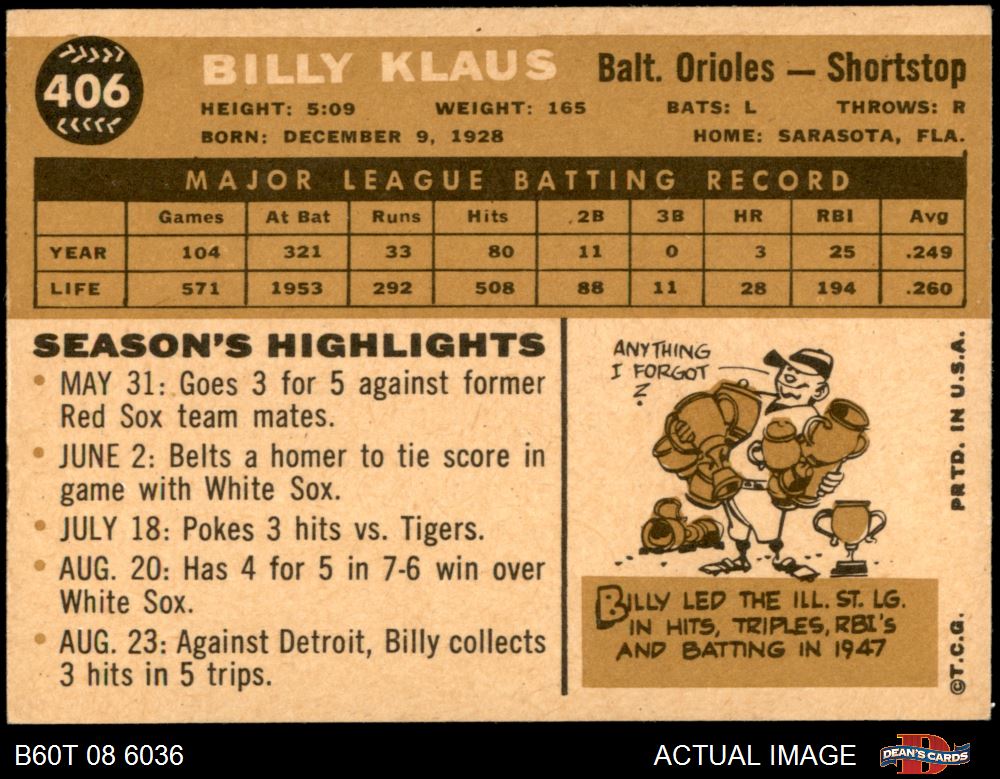 406
BILLY KLAUS
Balt. Orioles — Shortstop
HEIGHT: 5:09 WEIGHT: 165 BATS: L THROWS: R
BORN: DECEMBER 9, 1928 HOME: SARASOTA, FLA.
MAJOR LEAGUE BATTING RECORD
Games At Bat Runs Hits 2B 3B HR RBI Avg
YEAR 104 321 33 80 11 0 3 25 .249
LIFE 571 1953 292 508 88 11 28 194 .260
SEASON'S HIGHLIGHTS
• MAY 31: Goes 3 for 5 against former
Red Sox team mates.
• JUNE 2: Belts a homer to tie score in
game with White Sox.
• JULY 18: Pokes 3 hits vs. Tigers.
• AUG. 20: Has 4 for 5 in 7-6 win over
White Sox.
• AUG. 23: Against Detroit, Billy collects
3 hits in 5 trips.
ANYTHING
I FORGOT
?
BILLY LED THE ILL. ST. LG.
IN HITS, TRIPLES, RBI'S
AND BATTING IN 1947
©T.C.G. PRTD. IN U.S.A.
B60T 08 6036
ACTUAL IMAGE
DEAN'S CARDS